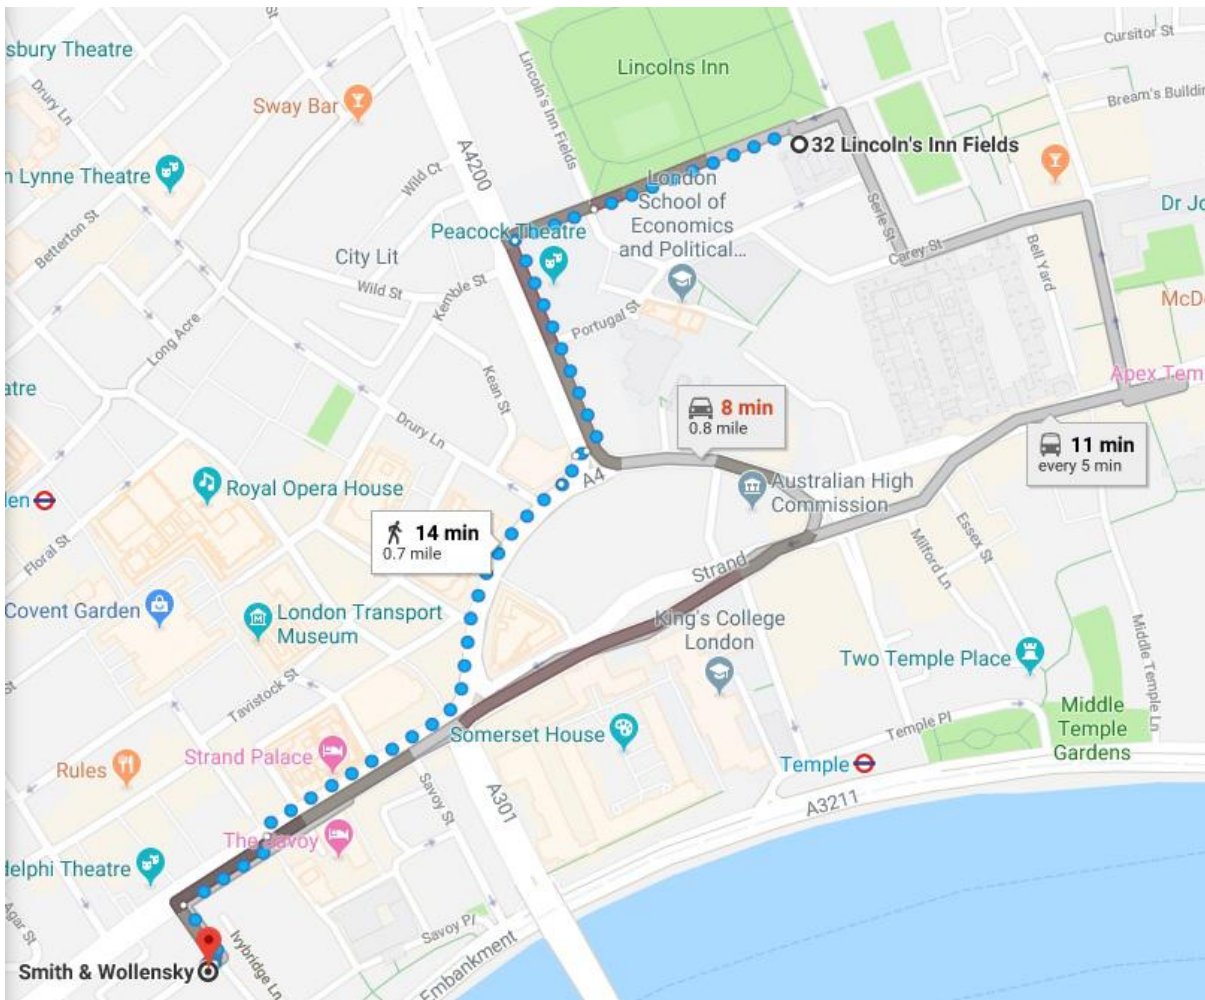 St
sbury Theatre
Drury Ln
Sway Bar
Lincoln's Inn Fields
Lincolns Inn
Cursitor St
Bream's Buildin
A4200
32 Lincoln's Inn Fields
n Lynne Theatre
Wild Ct
London
School of
Economics
and Political...
Serle St
Dr Jo
Betterton St
City Lit
Peacock Theatre
Carey St
Bell Yard
Wild St
Kemble St
Portugal St
McD
Long Acre
atre
Kean St
Apex Tem
Drury Ln
8 min
0.8 mile
11 min
every 5 min
Royal Opera House
A4
Australian High
Commission
den
Floral St
14 min
0.7 mile
Essex St
Milford Ln
Strand
Covent Garden
London Transport
Museum
King's College
London
Two Temple Place
Middle Temple Ln
St
Tavistock St
Middle
Temple
Gardens
Temple Pl
Strand Palace
Somerset House
Rules
Temple
Savoy St
A301
A3211
The Savoy
delphi Theatre
Agar St
Ivybridge Ln
Savoy Pl
Embankment
Smith & Wollensky